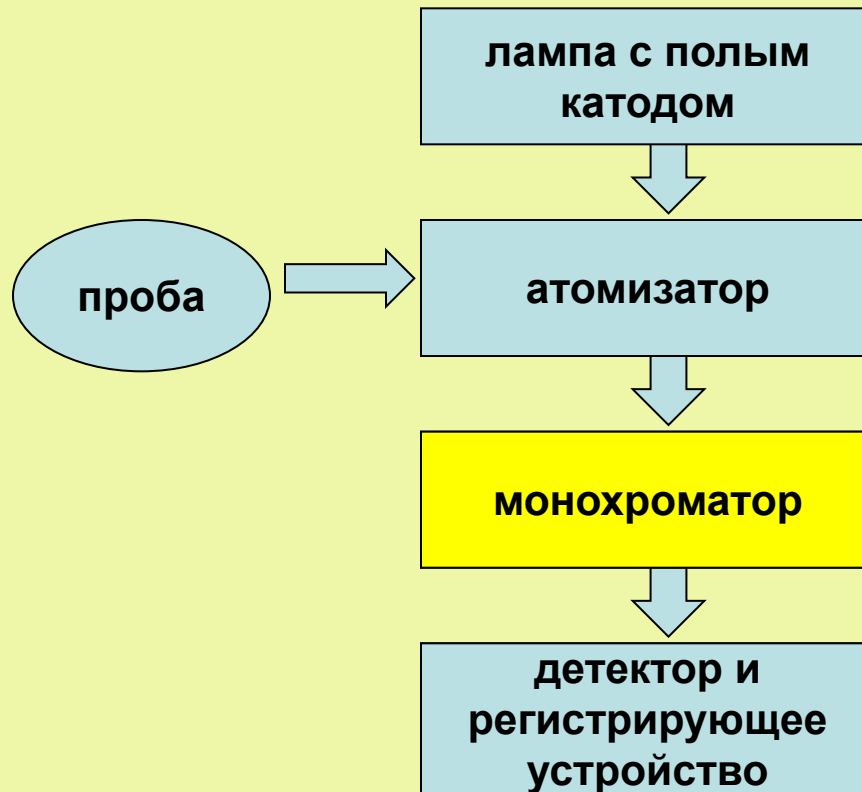 лампа с полым
катодом
проба
атомизатор
монохроматор
детектор и
регистрирующее
устройство